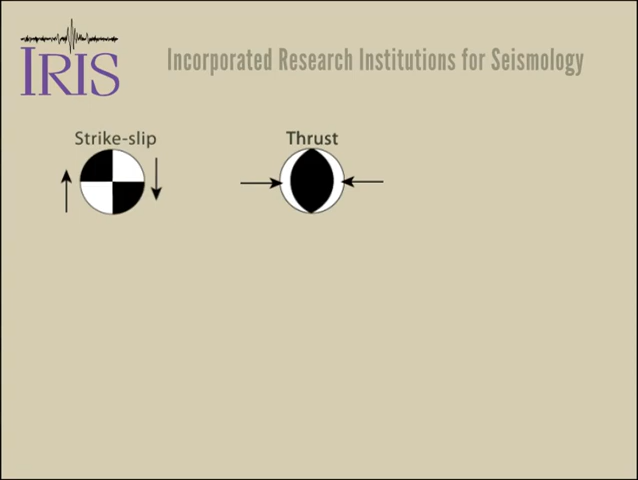 IRIS
Incorporated Research Institutions for Seismology
Strike-slip
Thrust